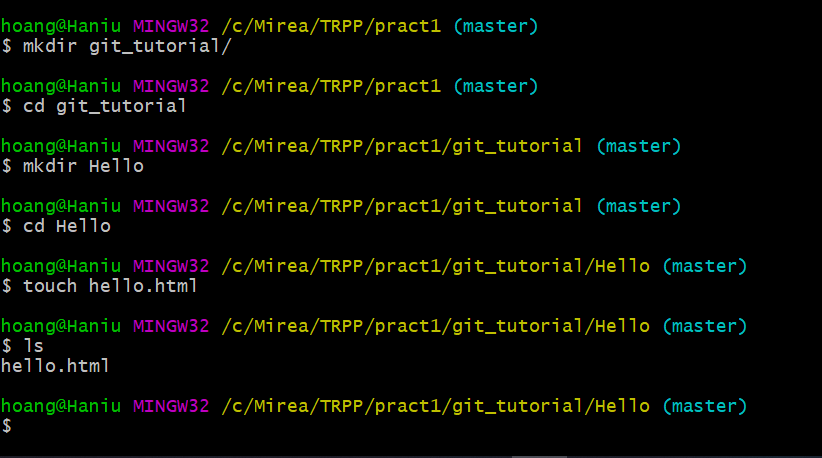 hoang@Haniu MINGW32 /c/Mirea/TRPP/pract1 (master)
$ mkdir git_tutorial/
hoang@Haniu MINGW32 /c/Mirea/TRPP/pract1 (master)
$ cd git_tutorial
hoang@Haniu MINGW32 /c/Mirea/TRPP/pract1/git_tutorial (master)
$ mkdir Hello
hoang@Haniu MINGW32 /c/Mirea/TRPP/pract1/git_tutorial (master)
$ cd Hello
hoang@Haniu MINGW32 /c/Mirea/TRPP/pract1/git_tutorial/Hello (master)
$ touch hello.html
hoang@Haniu MINGW32 /c/Mirea/TRPP/pract1/git_tutorial/Hello (master)
$ ls
hello.html
hoang@Haniu MINGW32 /c/Mirea/TRPP/pract1/git_tutorial/Hello (master)
$